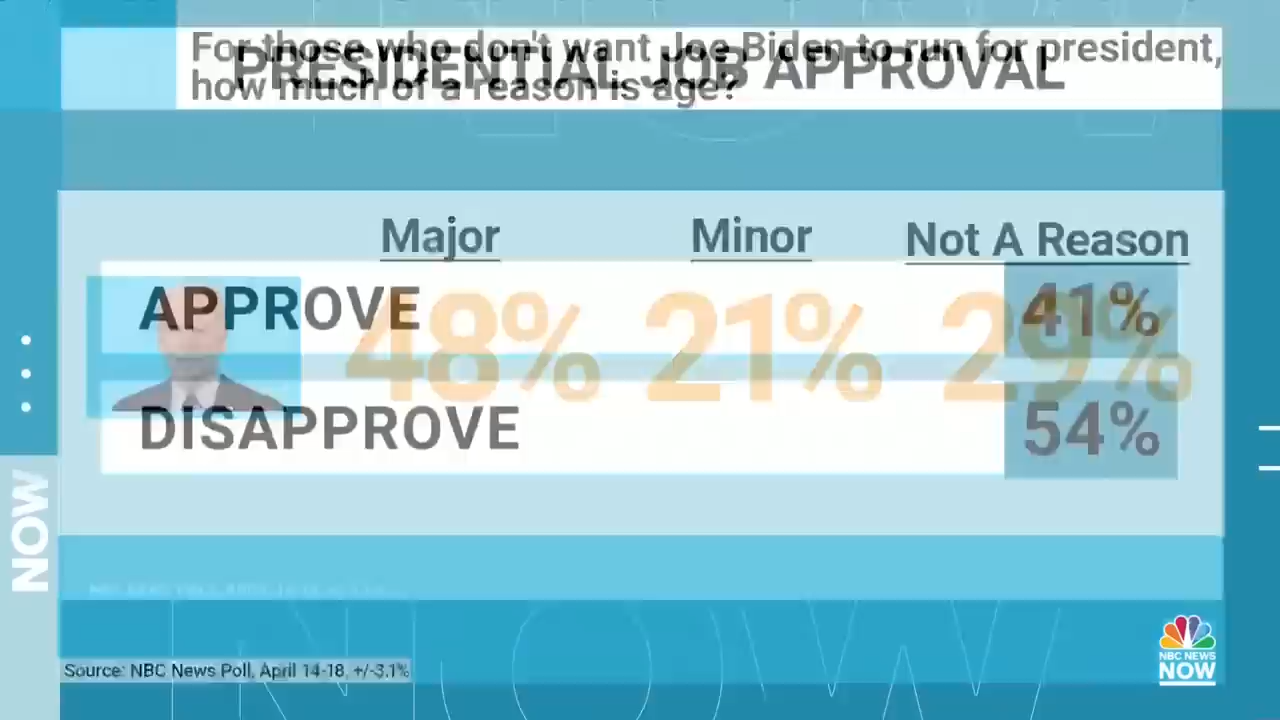 For those who don't want Joe Biden to run for president,
how much of a reason is age?
PRESIDENTIAL JOB APPROVAL
Major Minor Not A Reason
48% 21% 29%
APPROVE 41%
DISAPPROVE 54%
NOW
NOW
Source: NBC News Poll, April 14-18, +/-3.1%
NBC NEWS
NOW